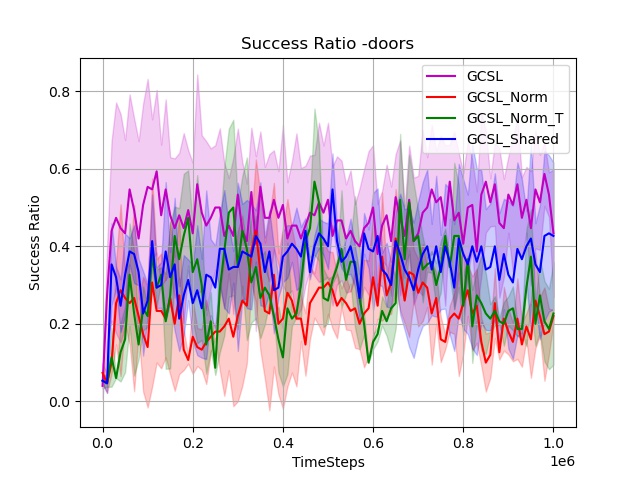 Success Ratio -doors
GCSL
GCSL_Norm
GCSL_Norm_T
GCSL_Shared
Success Ratio
0.8
0.6
0.4
0.2
0.0
0.0 0.2 0.4 0.6 0.8 1.0
1e6
TimeSteps